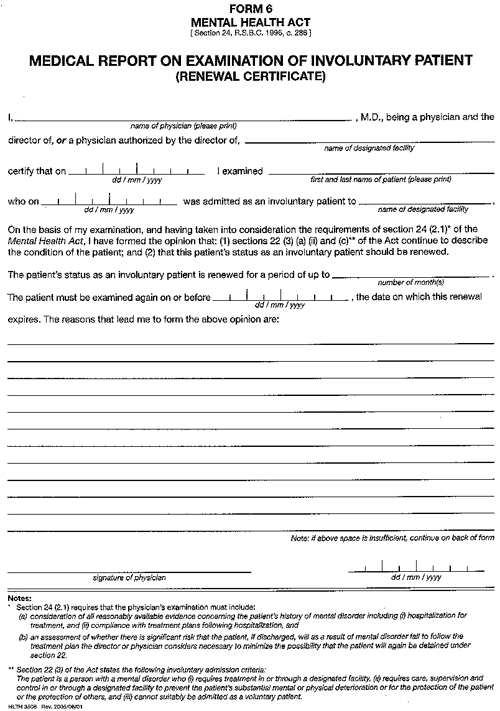 FORM 6
MENTAL HEALTH ACT
[ Section 24, R.S.B.C. 1996, c. 288 ]
MEDICAL REPORT ON EXAMINATION OF INVOLUNTARY PATIENT
(RENEWAL CERTIFICATE)
I, , M.D., being a physician and the
name of physician (please print)
director of, or a physician authorized by the director of,
name of designated facility
certify that on I examined
dd / mm / yyyy first and last name of patient (please print)
who on was admitted as an involuntary patient to .
dd / mm / yyyy name of designated facility
On the basis of my examination, and having taken into consideration the requirements of section 24 (2.1)* of the
Mental Health Act, I have formed the opinion that: (1) sections 22 (3) (a) (ii) and (c)** of the Act continue to describe
the condition of the patient; and (2) that this patient's status as an involuntary patient should be renewed.
The patient's status as an involuntary patient is renewed for a period of up to .
number of month(s)
The patient must be examined again on or before , the date on which this renewal
dd / mm / yyyy
expires. The reasons that lead me to form the above opinion are:
Note: if above space is insufficient, continue on back of form
signature of physician dd / mm / yyyy
Notes:
* Section 24 (2.1) requires that the physician's examination must include:
(a) consideration of all reasonably available evidence concerning the patient's history of mental disorder including (i) hospitalization for
treatment, and (ii) compliance with treatment plans following hospitalization, and
(b) an assessment of whether there is significant risk that the patient, if discharged, will as a result of mental disorder fail to follow the
treatment plan the director or physician considers necessary to minimize the possibility that the patient will again be detained under
section 22.
** Section 22 (3) of the Act states the following involuntary admission criteria:
The patient is a person with a mental disorder who (i) requires treatment in or through a designated facility, (ii) requires care, supervision and
control in or through a designated facility to prevent the patient's substantial mental or physical deterioration or for the protection of the patient
or the protection of others, and (iii) cannot suitably be admitted as a voluntary patient.
HLTH 3506 Rev. 2005/06/01